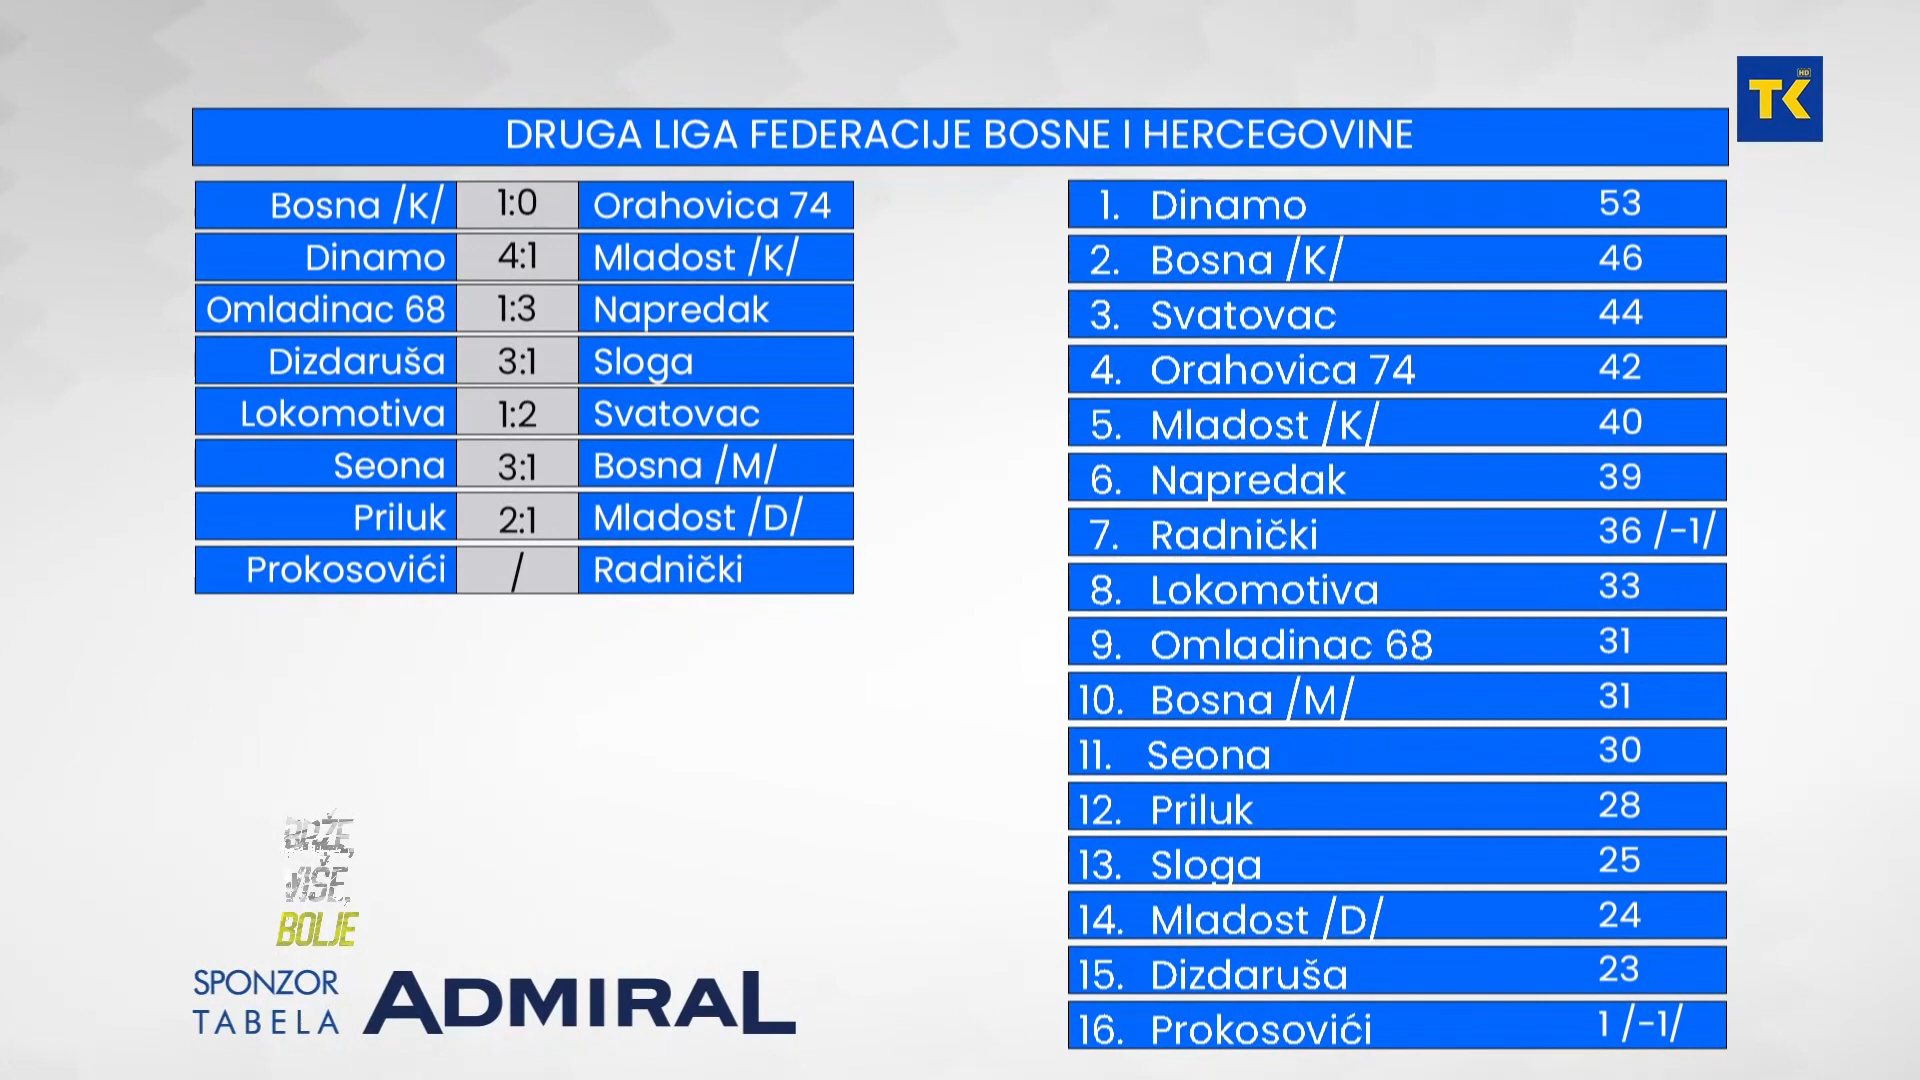 TK HD
DRUGA LIGA FEDERACIJE BOSNE I HERCEGOVINE
Bosna /K/ 1:0 Orahovica 74
Dinamo 4:1 Mladost /K/
Omladinac 68 1:3 Napredak
Dizdaruša 3:1 Sloga
Lokomotiva 1:2 Svatovac
Seona 3:1 Bosna /M/
Priluk 2:1 Mladost /D/
Prokosovići / Radnički
1. Dinamo 53
2. Bosna /K/ 46
3. Svatovac 44
4. Orahovica 74 42
5. Mladost /K/ 40
6. Napredak 39
7. Radnički 36 /-1/
8. Lokomotiva 33
9. Omladinac 68 31
10. Bosna /M/ 31
11. Seona 30
12. Priluk 28
13. Sloga 25
14. Mladost /D/ 24
15. Dizdaruša 23
16. Prokosovići 1 /-1/
BRŽE,
VIŠE,
BOLJE
SPONZOR
TABELA
ADMIRAL